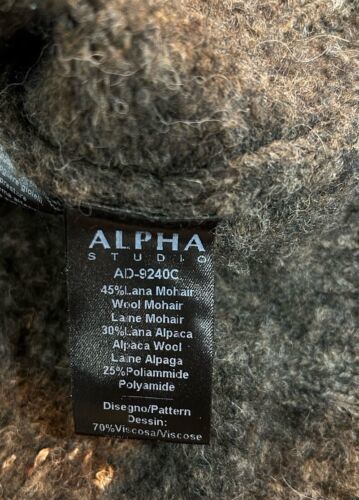 ALPHA
STUDIO
AD-9240C
45%Lana Mohair
Wool Mohair
Laine Mohair
30%Lana Alpaca
Alpaca Wool
Laine Alpaga
25%Poliammide
Polyamide
Disegno/Pattern
Dessin:
70%Viscosa/Viscose